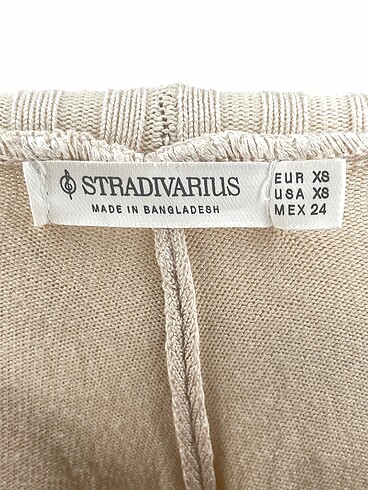 STRADIVARIUS
MADE IN BANGLADESH
EUR XS
USA XS
MEX 24